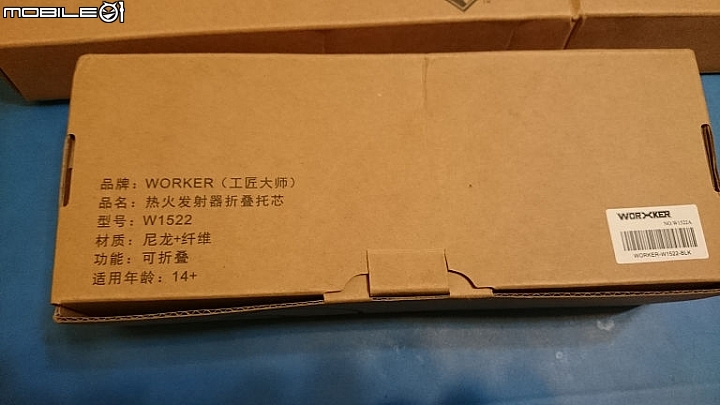 MOBILE01
品牌：WORKER（工匠大师）
品名：热火发射器折叠托芯
型号：W1522
材质：尼龙+纤维
功能：可折叠
适用年龄：14+
WORKER
NO:W1522A
WORKER-W1522-BLK